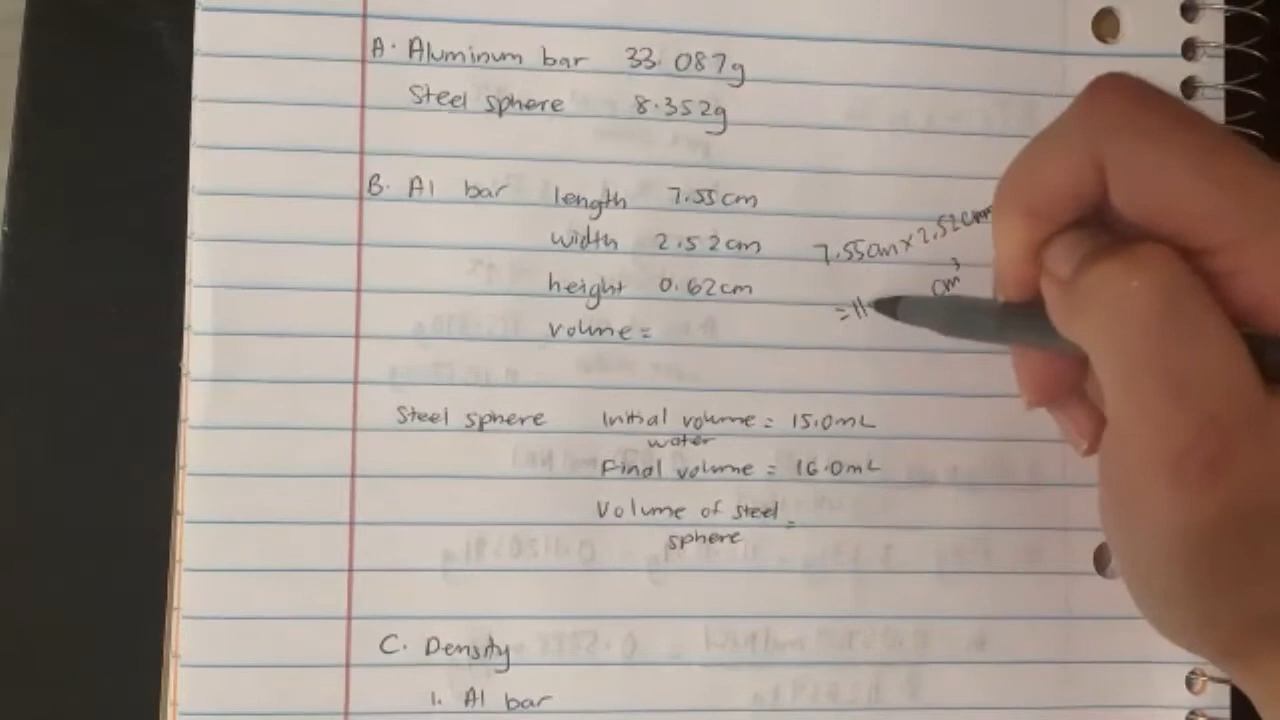 A. Aluminum bar 33.087g
Steel sphere 8.352g
B. Al bar length 7.55cm
width 2.52cm
7.55cm x 2.52cm
height 0.62cm
cm³
= 11.
volume =
Steel sphere Initial volume = 15.0mL
water
Final volume = 16.0mL
Volume of steel
sphere =
C. Density
1. Al bar